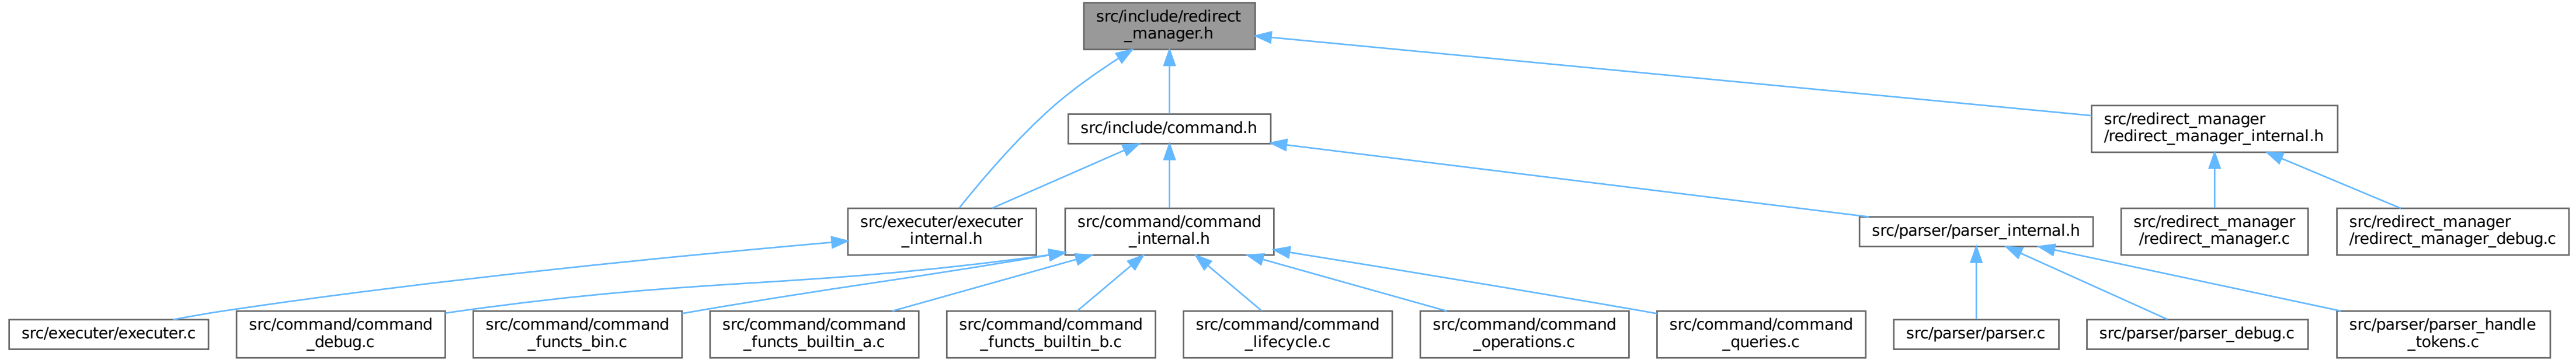 src/include/redirect
_manager.h
src/include/command.h
src/redirect_manager
/redirect_manager_internal.h
src/executer/executer
_internal.h
src/command/command
_internal.h
src/parser/parser_internal.h
src/redirect_manager
/redirect_manager.c
src/redirect_manager
/redirect_manager_debug.c
src/executer/executer.c
src/command/command
_debug.c
src/command/command
_functs_bin.c
src/command/command
_functs_builtin_a.c
src/command/command
_functs_builtin_b.c
src/command/command
_lifecycle.c
src/command/command
_operations.c
src/command/command
_queries.c
src/parser/parser.c
src/parser/parser_debug.c
src/parser/parser_handle
_tokens.c